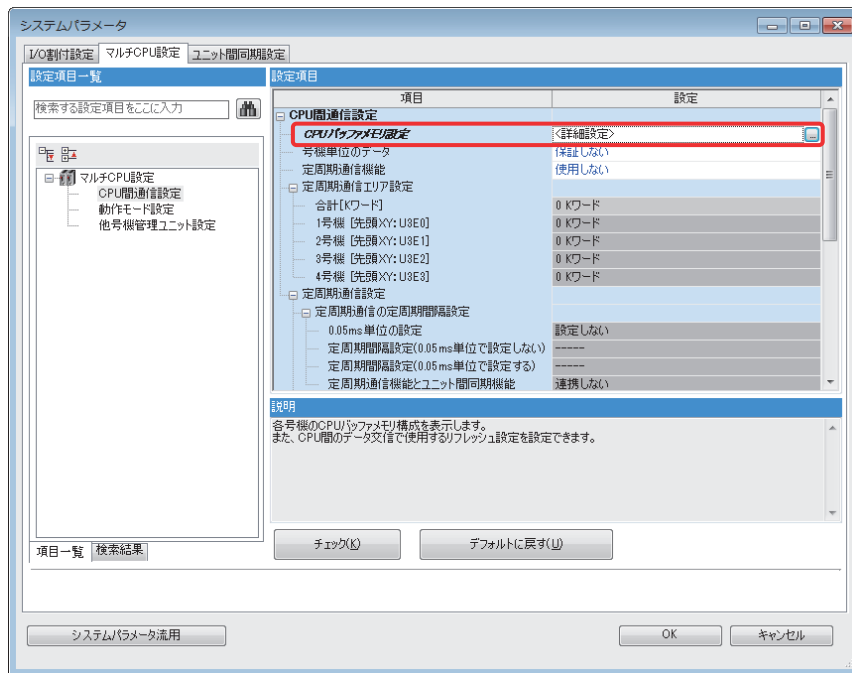 システムパラメータ
I/O割付設定 マルチCPU設定 ユニット間同期設定
設定項目一覧
検索する設定項目をここに入力
マルチCPU設定
CPU間通信設定
動作モード設定
他号機管理ユニット設定
項目一覧 検索結果
設定項目
項目 設定
CPU間通信設定
CPUバッファメモリ設定 <詳細設定>
号機単位のデータ 保証しない
定周期通信機能 使用しない
定周期通信エリア設定
合計[Kワード] 0 Kワード
1号機 [先頭XY: U3E0] 0 Kワード
2号機 [先頭XY: U3E1] 0 Kワード
3号機 [先頭XY: U3E2] 0 Kワード
4号機 [先頭XY: U3E3] 0 Kワード
定周期通信設定
定周期通信の定周期間隔設定
0.05ms単位の設定 設定しない
定周期間隔設定(0.05ms単位で設定しない) -----
定周期間隔設定(0.05ms単位で設定する) -----
定周期通信機能とユニット間同期機能 連携しない
説明
各号機のCPUバッファメモリ構成を表示します。
また、CPU間のデータ交信で使用するリフレッシュ設定を設定できます。
チェック(K) デフォルトに戻す(U)
システムパラメータ流用 OK キャンセル